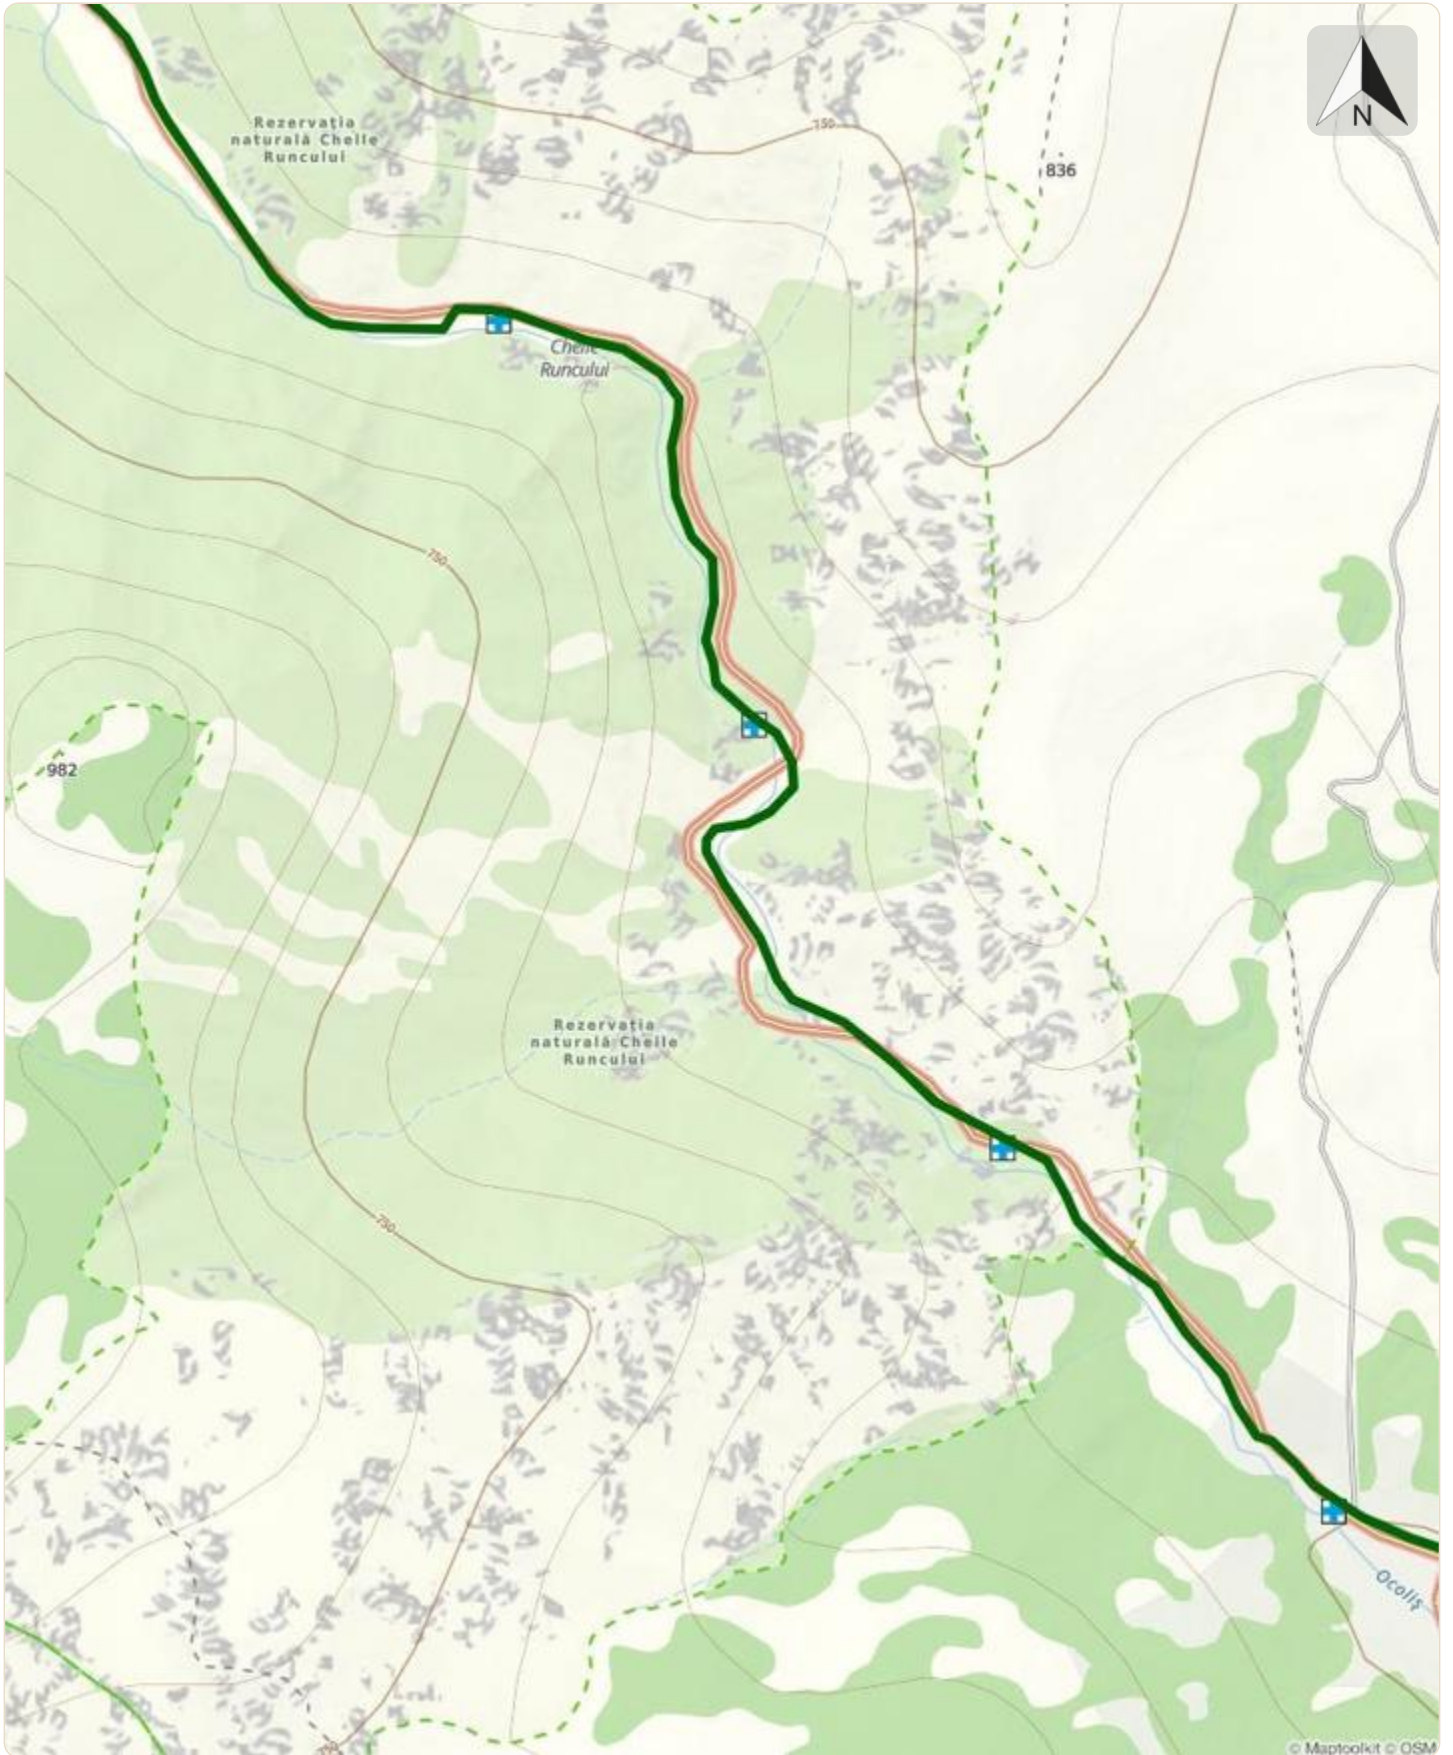 N
Rezervația
naturală Cheile
Runcului
750
836
Cheile
Runcului
750
982
Rezervația
naturală Cheile
Runcului
750
Ocoliș
© Maptoolkit © OSM